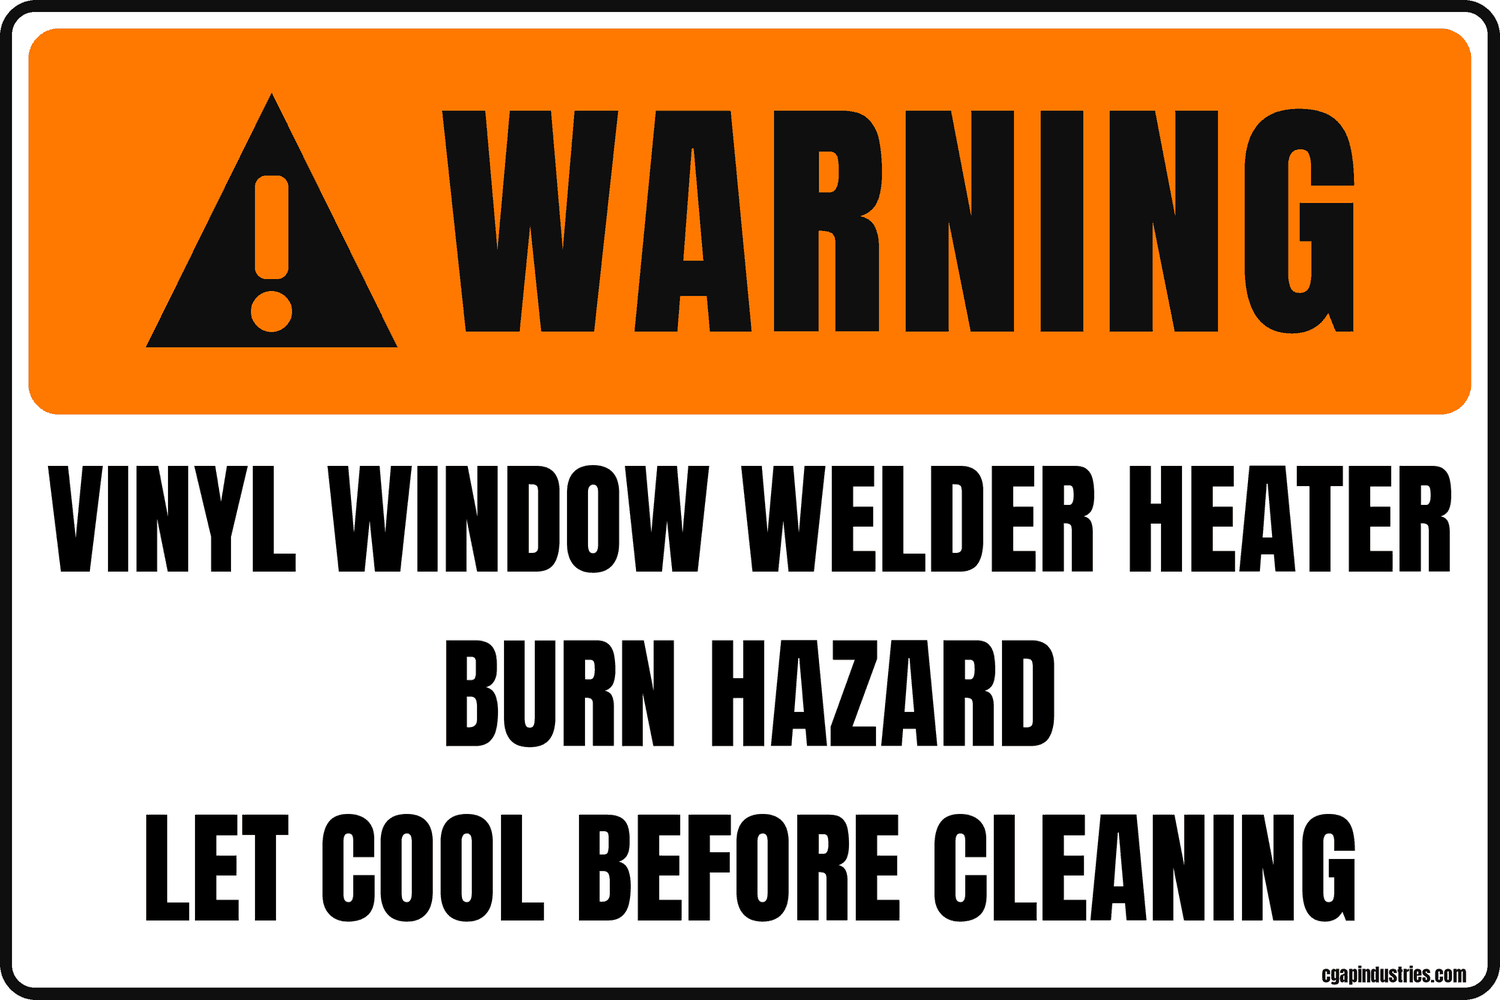 WARNING
VINYL WINDOW WELDER HEATER
BURN HAZARD
LET COOL BEFORE CLEANING
cgapindustries.com